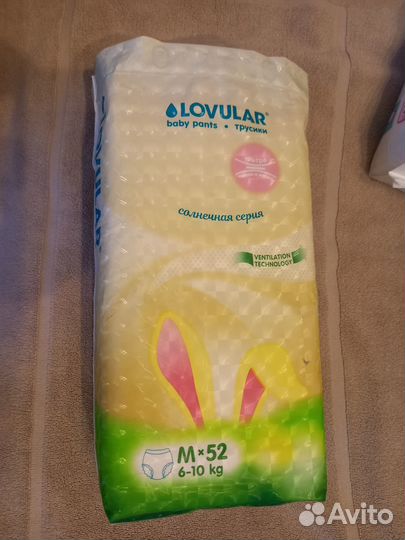 LOVULAR®
baby pants • трусики
солнечная серия
VENTILATION
TECHNOLOGY
M×52
6-10 kg
Avito